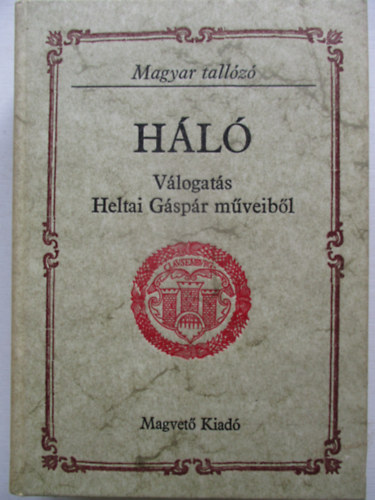 Magyar tallózó
HÁLÓ
Válogatás
Heltai Gáspár műveiből
Magvető Kiadó